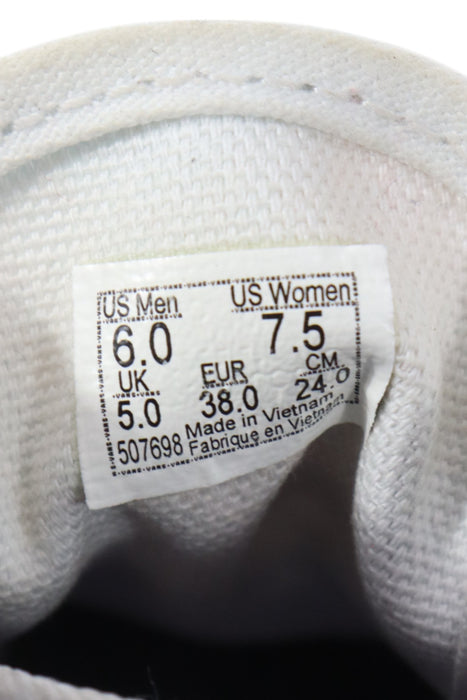 US Men US Women
6.0 7.5
UK EUR CM
5.0 38.0 24.0
507698 Made in Vietnam
Fabrique en Vietnam